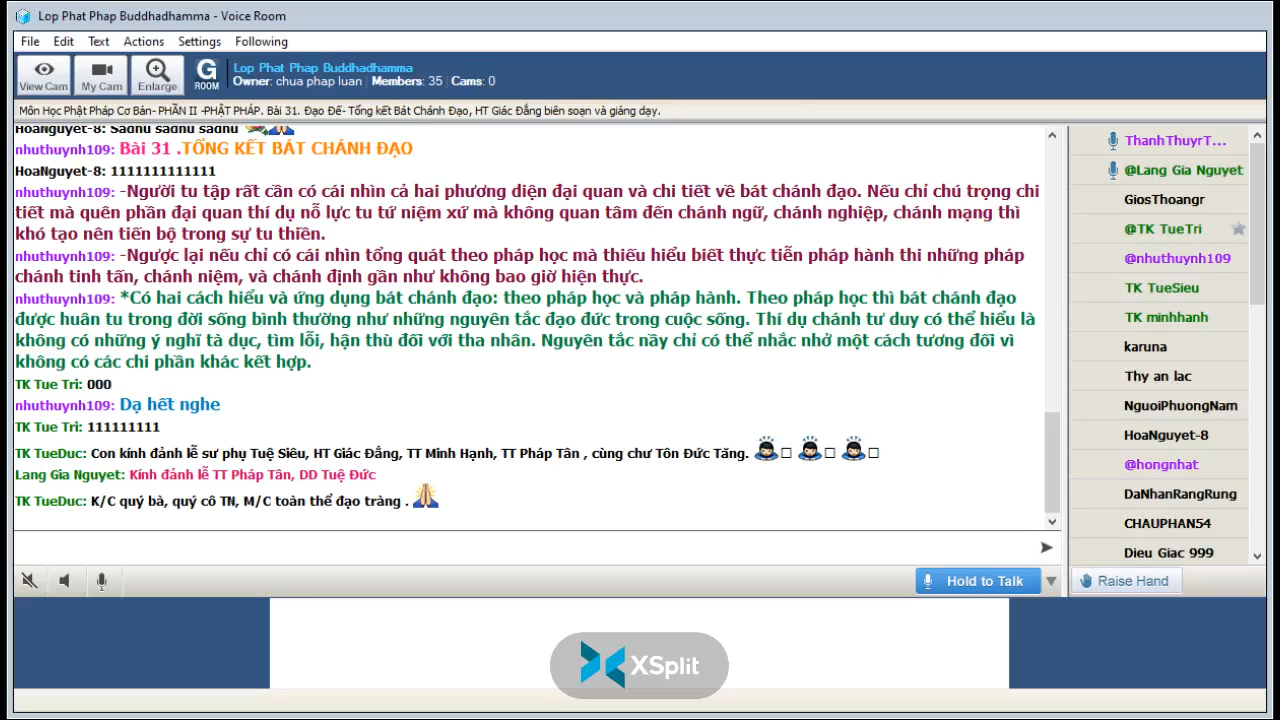 Lop Phat Phap Buddhadhamma - Voice Room
File Edit Text Actions Settings Following
View Cam My Cam Enlarge G ROOM
Lop Phat Phap Buddhadhamma
Owner: chua phap luan Members: 35 Cams: 0
Môn Học Phật Pháp Cơ Bản- PHẦN II -PHẬT PHÁP. Bài 31. Đạo Đế- Tổng kết Bát Chánh Đạo, HT Giác Đẳng biên soạn và giảng dạy.
HoaNguyet-8: Sadhu sadhu sadhu
nhuthuynh109: Bài 31 .TỔNG KẾT BÁT CHÁNH ĐẠO
HoaNguyet-8: 1111111111111
nhuthuynh109: -Người tu tập rất cần có cái nhìn cả hai phương diện đại quan và chi tiết về bát chánh đạo. Nếu chỉ chú trọng chi
tiết mà quên phần đại quan thí dụ nỗ lực tu tứ niệm xứ mà không quan tâm đến chánh ngữ, chánh nghiệp, chánh mạng thì
khó tạo nên tiến bộ trong sự tu thiền.
nhuthuynh109: -Ngược lại nếu chỉ có cái nhìn tổng quát theo pháp học mà thiếu hiểu biết thực tiễn pháp hành thi những pháp
chánh tinh tấn, chánh niệm, và chánh định gần như không bao giờ hiện thực.
nhuthuynh109: *Có hai cách hiểu và ứng dụng bát chánh đạo: theo pháp học và pháp hành. Theo pháp học thì bát chánh đạo
được huân tu trong đời sống bình thường như những nguyên tắc đạo đức trong cuộc sống. Thí dụ chánh tư duy có thể hiểu là
không có những ý nghĩ tà dục, tìm lỗi, hận thù đối với tha nhân. Nguyên tắc nầy chỉ có thể nhắc nhở một cách tương đối vì
không có các chi phần khác kết hợp.
TK Tue Tri: 000
nhuthuynh109: Dạ hết nghe
TK Tue Tri: 111111111
TK TueDuc: Con kính đảnh lễ sư phụ Tuệ Siêu, HT Giác Đẳng, TT Minh Hạnh, TT Pháp Tân , cùng chư Tôn Đức Tăng.
Lang Gia Nguyet: Kính đảnh lễ TT Pháp Tân, DD Tuệ Đức
TK TueDuc: K/C quý bà, quý cô TN, M/C toàn thể đạo tràng .
Hold to Talk
ThanhThuyrT...
@Lang Gia Nguyet
GiosThoangr
@TK TueTri
@nhuthuynh109
TK TueSieu
TK minhhanh
karuna
Thy an lac
NguoiPhuongNam
HoaNguyet-8
@hongnhat
DaNhanRangRung
CHAUPHAN54
Dieu Giac 999
Raise Hand
XSplit